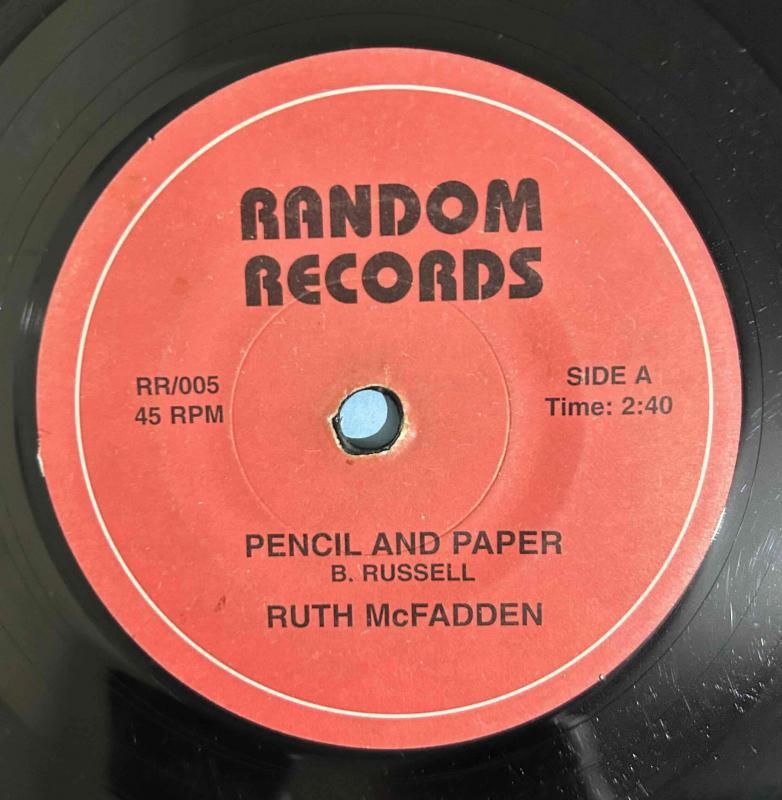 RANDOM
RECORDS
RR/005
45 RPM
SIDE A
Time: 2:40
PENCIL AND PAPER
B. RUSSELL
RUTH McFADDEN